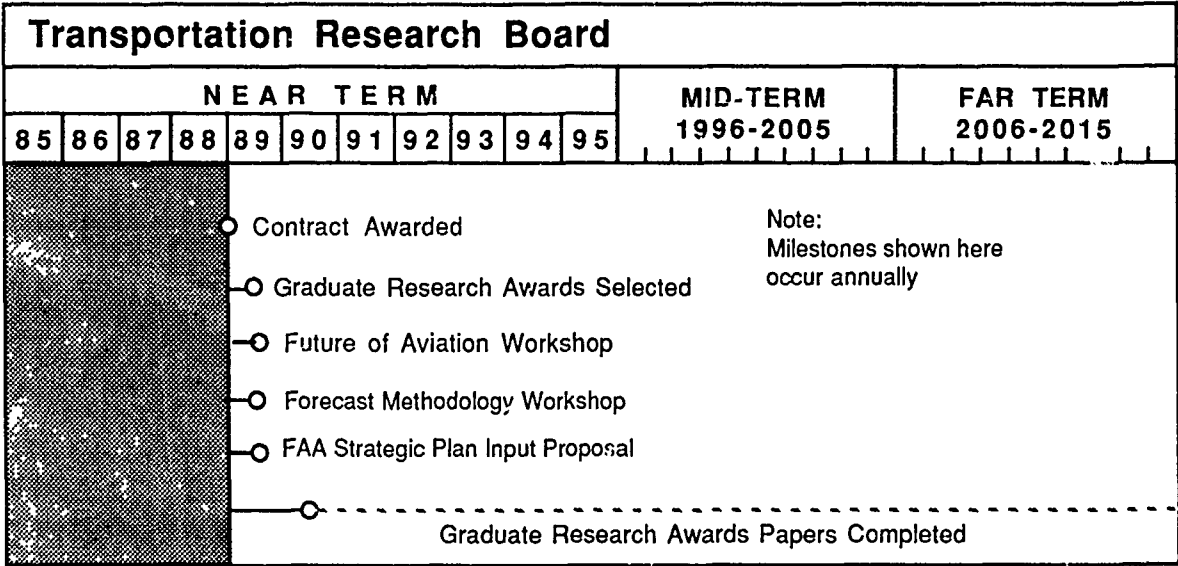 Transportation Research Board
NEAR TERM
MID-TERM
1996-2005
FAR TERM
2006-2015
85 86 87 88 89 90 91 92 93 94 95
Contract Awarded
Note:
Milestones shown here
occur annually
Graduate Research Awards Selected
Future of Aviation Workshop
Forecast Methodology Workshop
FAA Strategic Plan Input Proposal
Graduate Research Awards Papers Completed